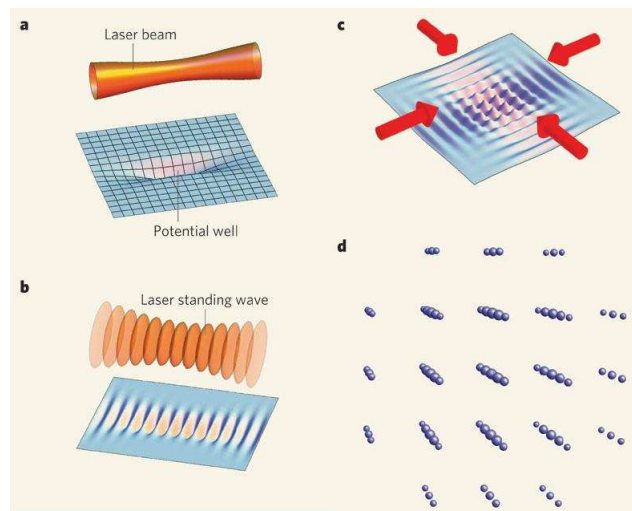 a
Laser beam
Potential well
b
Laser standing wave
c
d